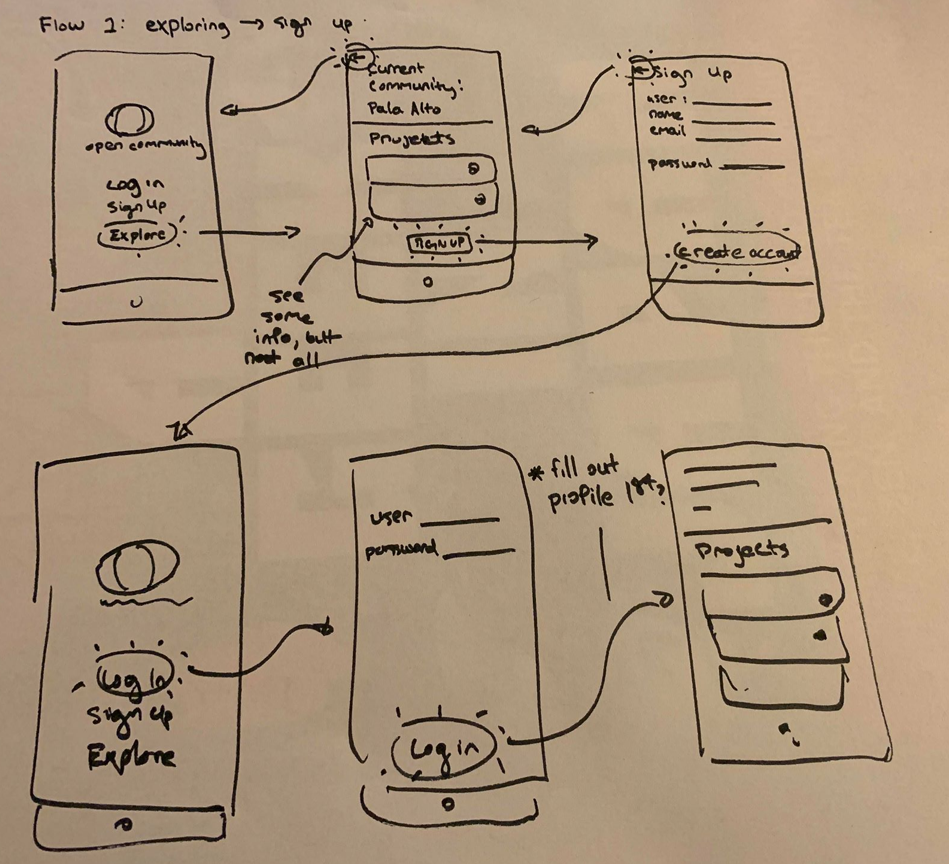 Flow 1: exploring → sign up
open community
Log in
Sign Up
Explore
←
Current
community:
Pala Alto
Projects
SIGN UP
see
some
info, but
not all
← Sign Up
user:
name
email
password
create account
Log in
Sign Up
Explore
user
password
Log in
* fill out
profile 1st?
Projects